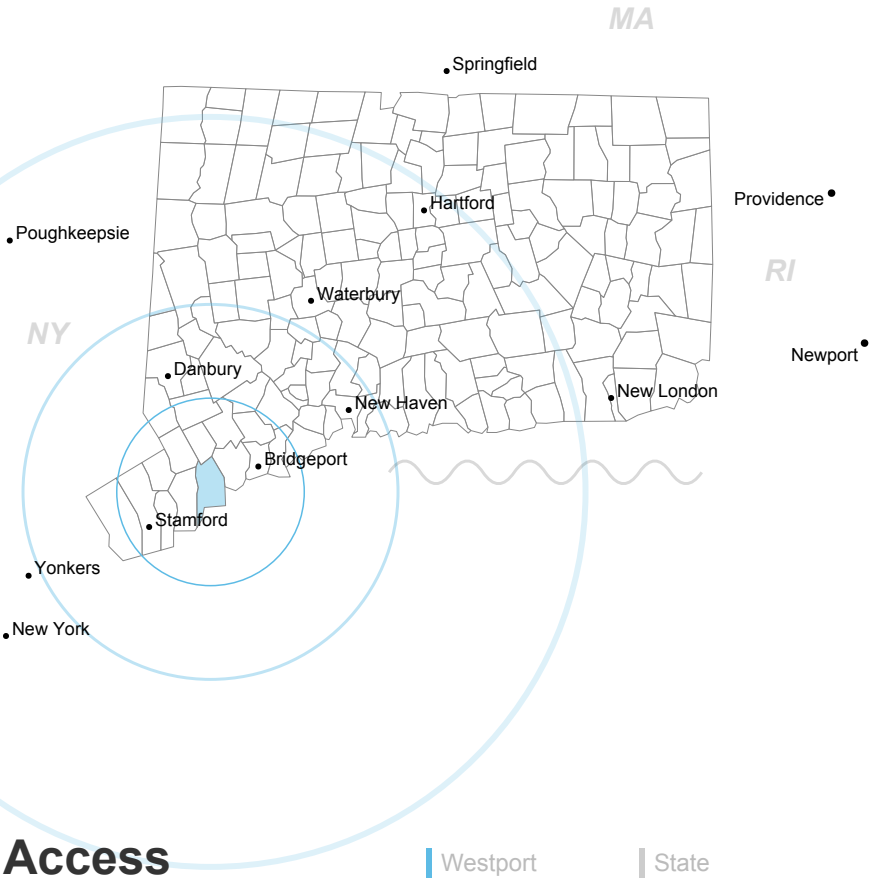 MA
Springfield
Providence
Hartford
Poughkeepsie
RI
Waterbury
NY
Newport
Danbury
New London
New Haven
Bridgeport
Stamford
Yonkers
New York
Access
Westport
State